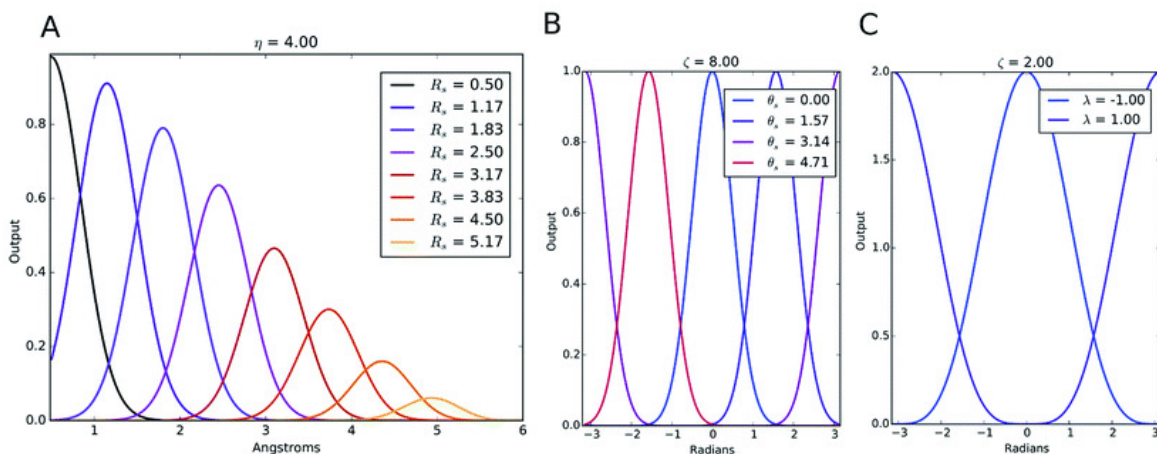 A
η = 4.00
R_s = 0.50
R_s = 1.17
R_s = 1.83
R_s = 2.50
R_s = 3.17
R_s = 3.83
R_s = 4.50
R_s = 5.17
Output
0.8
0.6
0.4
0.2
0.0
1 2 3 4 5 6
Angstroms
B
ζ = 8.00
θ_s = 0.00
θ_s = 1.57
θ_s = 3.14
θ_s = 4.71
Output
1.0
0.8
0.6
0.4
0.2
0.0
-3 -2 -1 0 1 2 3
Radians
C
ζ = 2.00
λ = -1.00
λ = 1.00
Output
2.0
1.5
1.0
0.5
0.0
-3 -2 -1 0 1 2 3
Radians